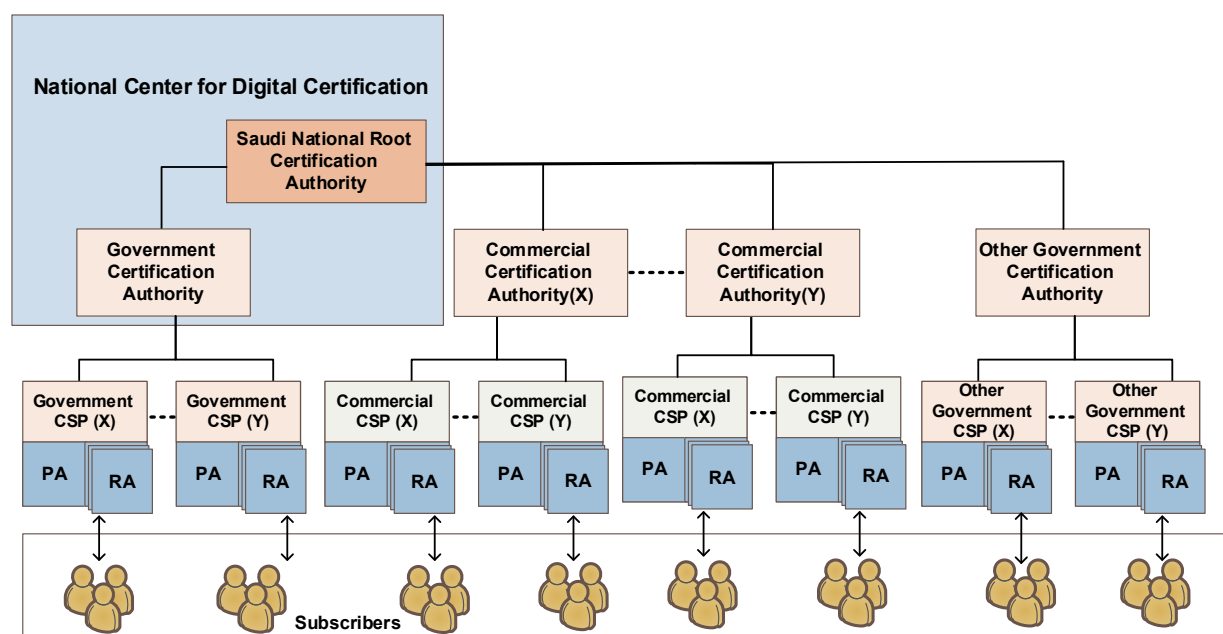 National Center for Digital Certification
Saudi National Root
Certification
Authority
Government
Certification
Authority
Commercial
Certification
Authority(X)
Commercial
Certification
Authority(Y)
Other Government
Certification
Authority
Government
CSP (X)
Government
CSP (Y)
Commercial
CSP (X)
Commercial
CSP (Y)
Commercial
CSP (X)
Commercial
CSP (Y)
Other
Government
CSP (X)
Other
Government
CSP (Y)
PA
RA
PA
RA
PA
RA
PA
RA
PA
RA
PA
RA
PA
RA
PA
RA
Subscribers